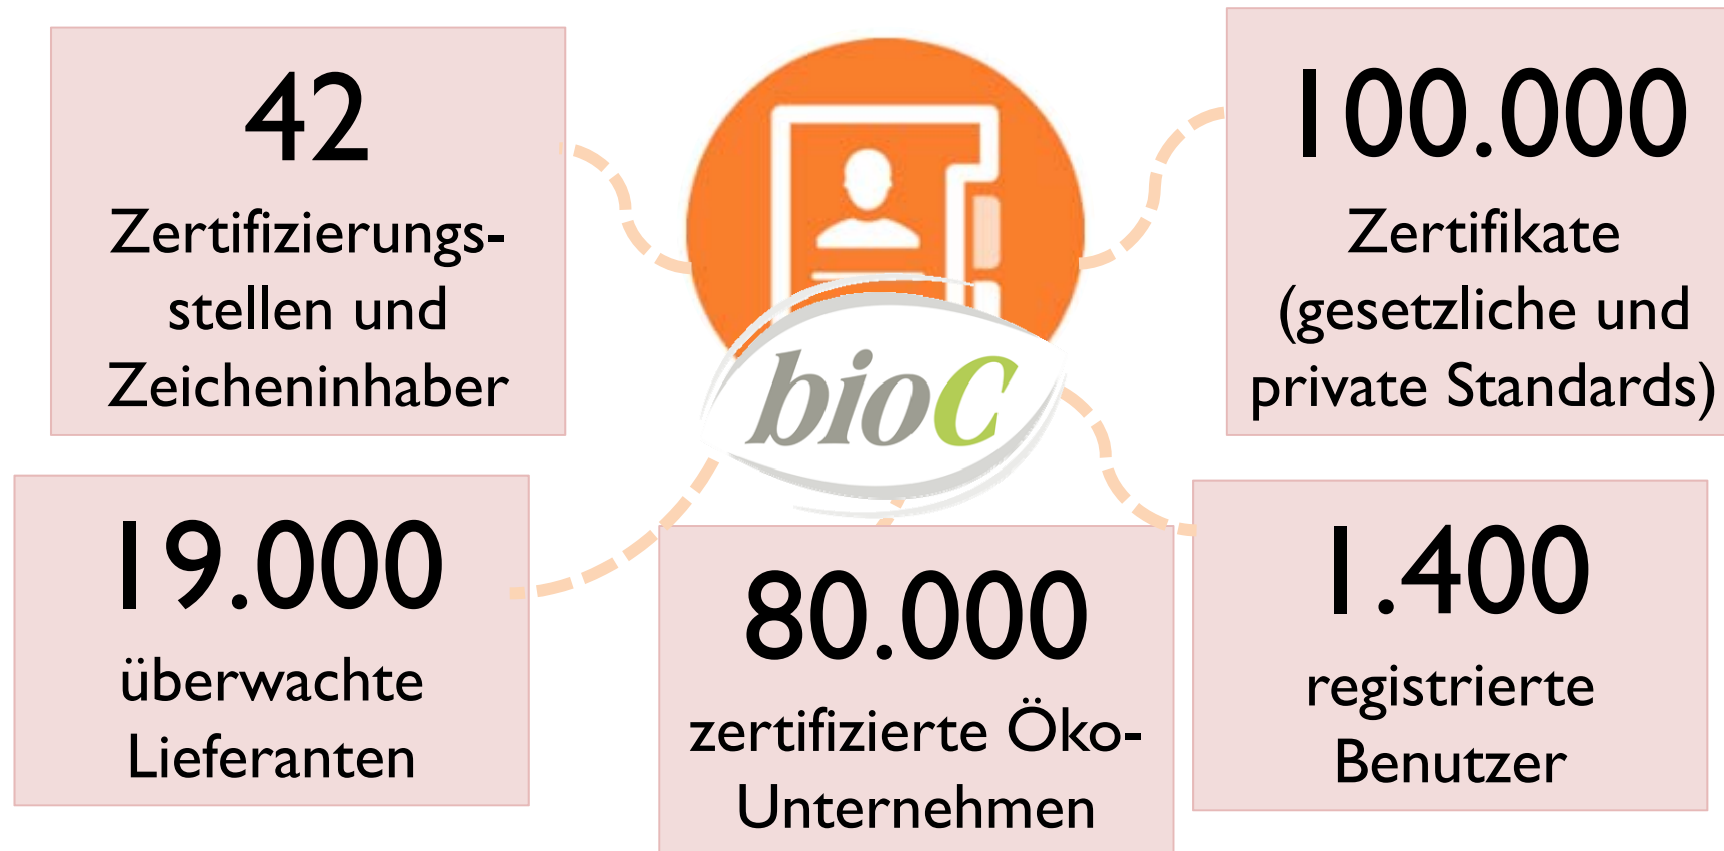 42
Zertifizierungs-
stellen und
Zeicheninhaber
bioC
100.000
Zertifikate
(gesetzliche und
private Standards)
19.000
überwachte
Lieferanten
80.000
zertifizierte Öko-
Unternehmen
1.400
registrierte
Benutzer